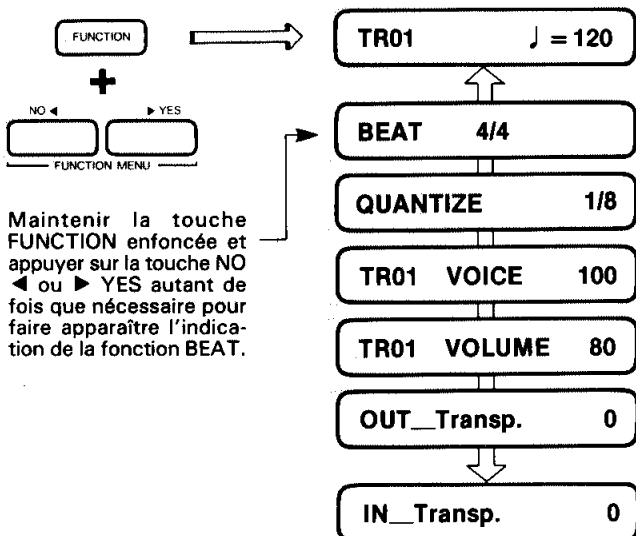 FUNCTION
+
NO ◀ ▶ YES
FUNCTION MENU
Maintenir la touche
FUNCTION enfoncée et
appuyer sur la touche NO
◀ ou ▶ YES autant de
fois que nécessaire pour
faire apparaître l'indica-
tion de la fonction BEAT.
TR01 ♩ = 120
BEAT 4/4
QUANTIZE 1/8
TR01 VOICE 100
TR01 VOLUME 80
OUT__Transp. 0
IN__Transp. 0